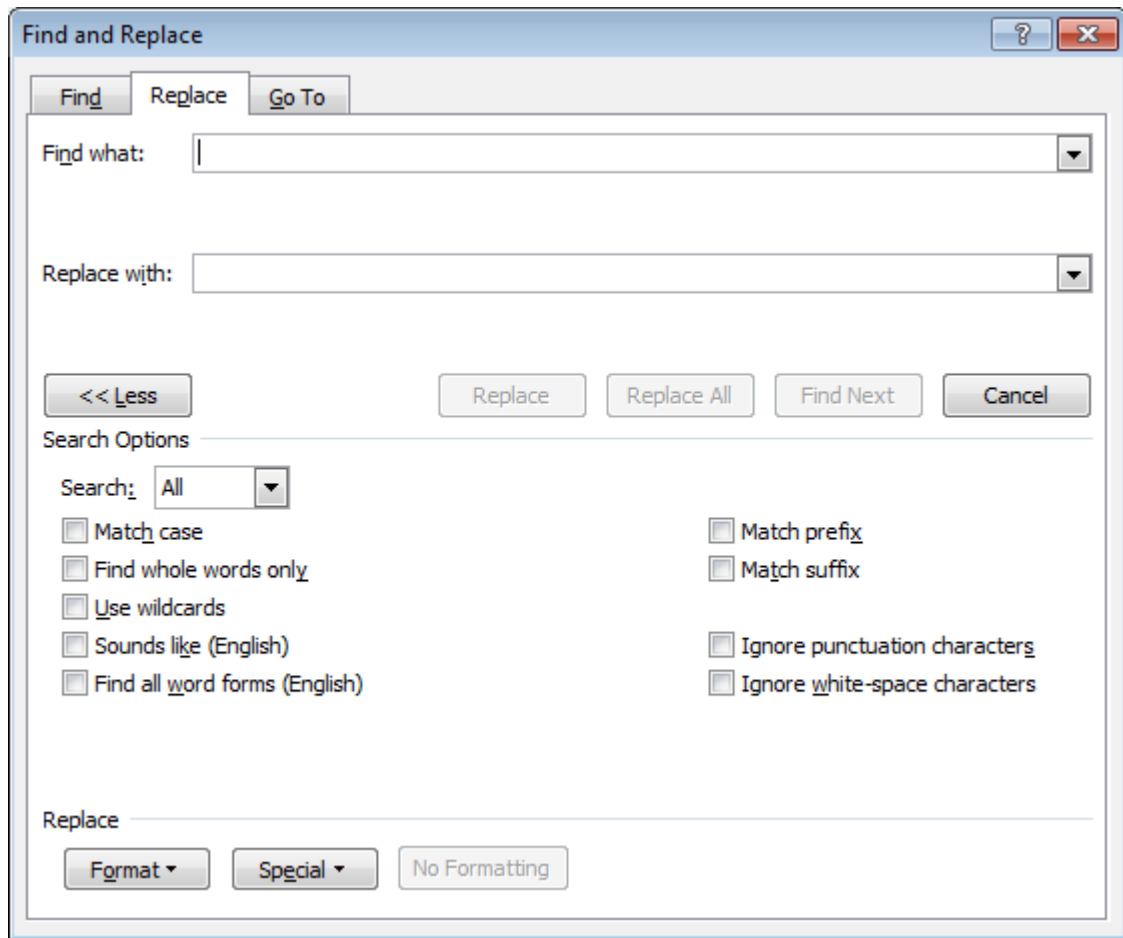 Find and Replace
Find Replace Go To
Find what:
Replace with:
<< Less Replace Replace All Find Next Cancel
Search Options
Search: All
Match case Match prefix
Find whole words only Match suffix
Use wildcards
Sounds like (English) Ignore punctuation characters
Find all word forms (English) Ignore white-space characters
Replace
Format Special No Formatting